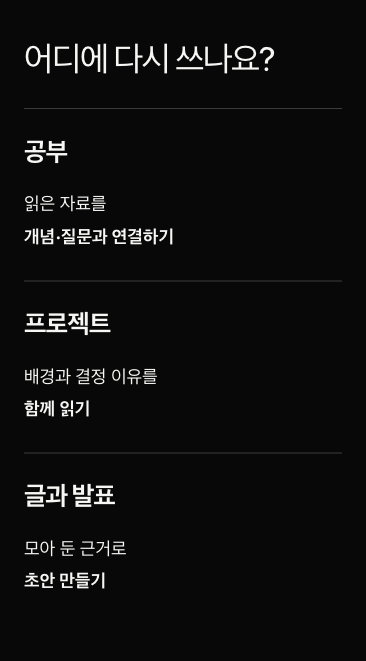 어디에 다시 쓰나요?
공부
읽은 자료를
개념·질문과 연결하기
프로젝트
배경과 결정 이유를
함께 읽기
글과 발표
모아 둔 근거로
초안 만들기